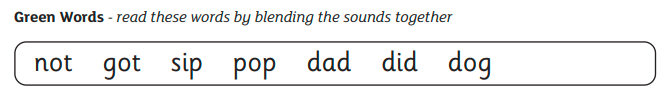 Green Words - read these words by blending the sounds together
not got sip pop dad did dog